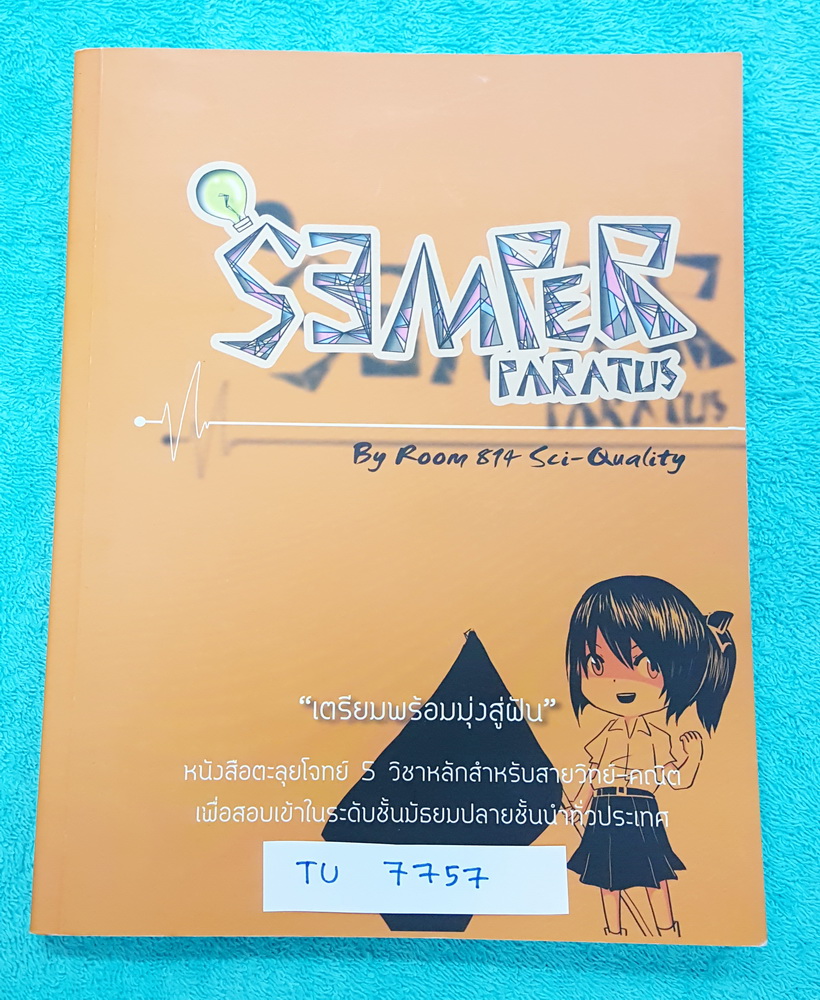 SEMPER
PARATUS
By Room 814 Sci-Quality
“เตรียมพร้อมมุ่งสู่ฝัน”
หนังสือตะลุยโจทย์ 5 วิชาหลักสำหรับสายวิทย์-คณิต
เพื่อสอบเข้าในระดับชั้นมัธยมปลายชั้นนำทั่วประเทศ
TU 7757